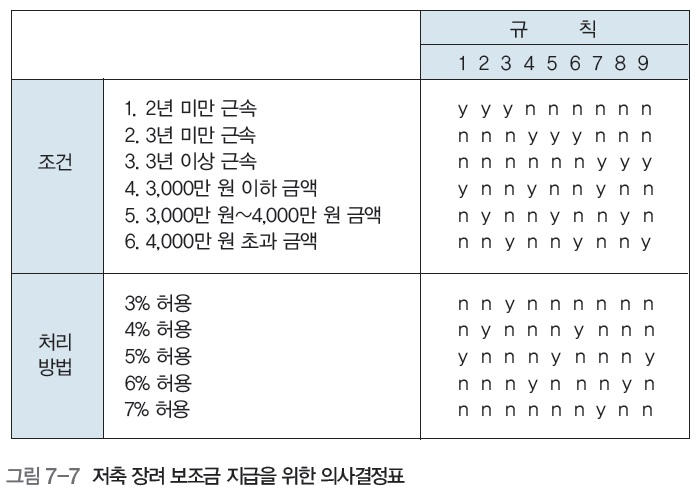 규 칙
1 2 3 4 5 6 7 8 9
조건
1. 2년 미만 근속 y y y n n n n n n
2. 3년 미만 근속 n n n y y y n n n
3. 3년 이상 근속 n n n n n n y y y
4. 3,000만 원 이하 금액 y n n y n n y n n
5. 3,000만 원~4,000만 원 금액 n y n n y n n y n
6. 4,000만 원 초과 금액 n n y n n y n n y
처리
방법
3% 허용 n n y n n n n n n
4% 허용 n y n n n y n n n
5% 허용 y n n n y n n n y
6% 허용 n n n y n n n y n
7% 허용 n n n n n n y n n
그림 7-7 저축 장려 보조금 지급을 위한 의사결정표